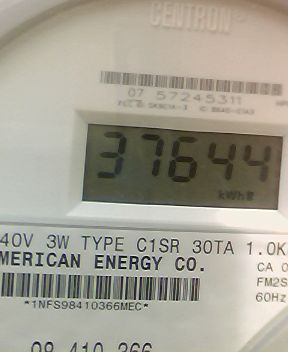 CENTRON
07 57245311
37644
kWh
40V 3W TYPE C1SR 30TA 1.0K
MERICAN ENERGY CO.
CA 0
FM2S
60Hz
*1NFS98410366MEC*
98 410 366